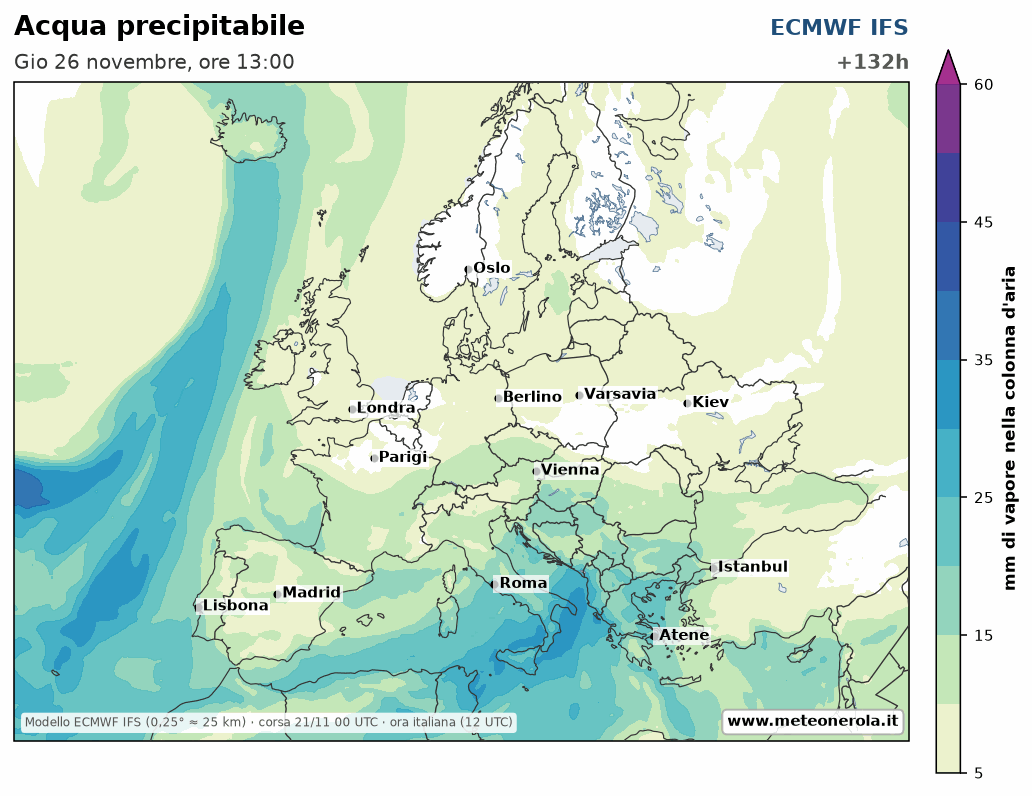 Acqua precipitabile
ECMWF IFS
Gio 26 novembre, ore 13:00
+132h
60
45
35
25
15
5
mm di vapore nella colonna d'aria
Oslo
Londra
Berlino
Varsavia
Kiev
Parigi
Vienna
Istanbul
Roma
Madrid
Lisbona
Atene
Modello ECMWF IFS (0,25° ≈ 25 km) · corsa 21/11 00 UTC · ora italiana (12 UTC)
www.meteonerola.it